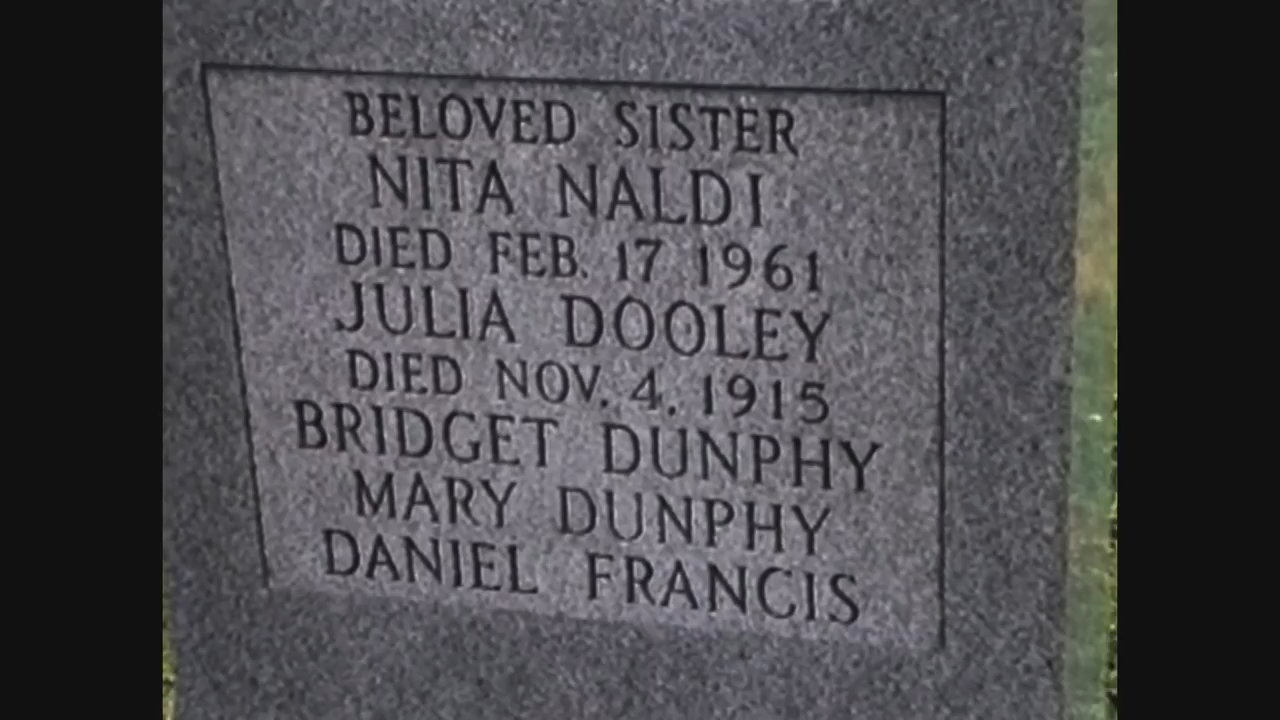 BELOVED SISTER
NITA NALDI
DIED FEB. 17 1961
JULIA DOOLEY
DIED NOV. 4. 1915
BRIDGET DUNPHY
MARY DUNPHY
DANIEL FRANCIS